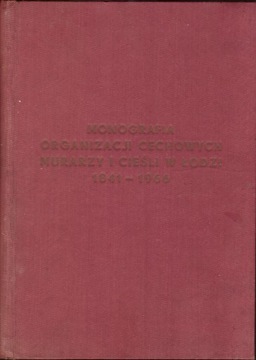 MONOGRAFIA
ORGANIZACJI CECHOWYCH
MURARZY I CIEŚLI W ŁODZI
1841-1966